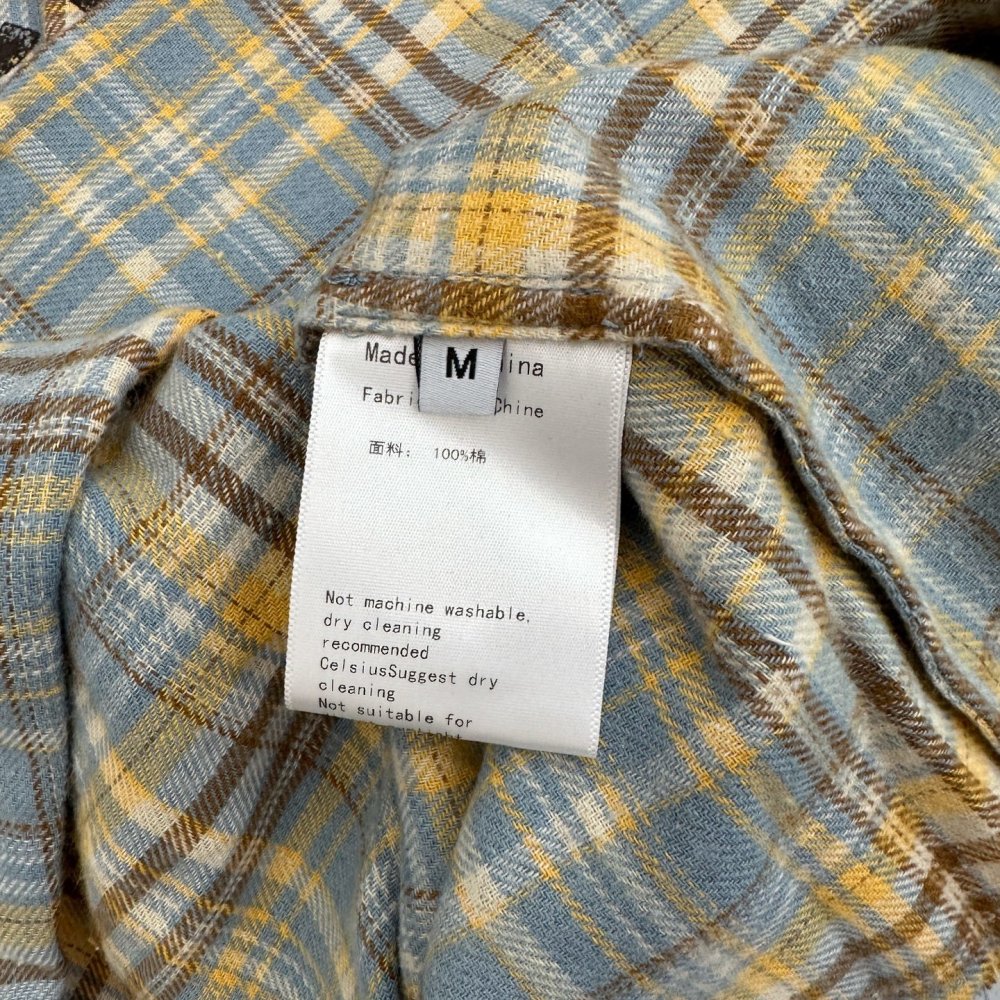 Made
M
ina
Fabri
Chine
面料： 100%棉
Not machine washable,
dry cleaning
recommended
CelsiusSuggest dry
cleaning
Not suitable for